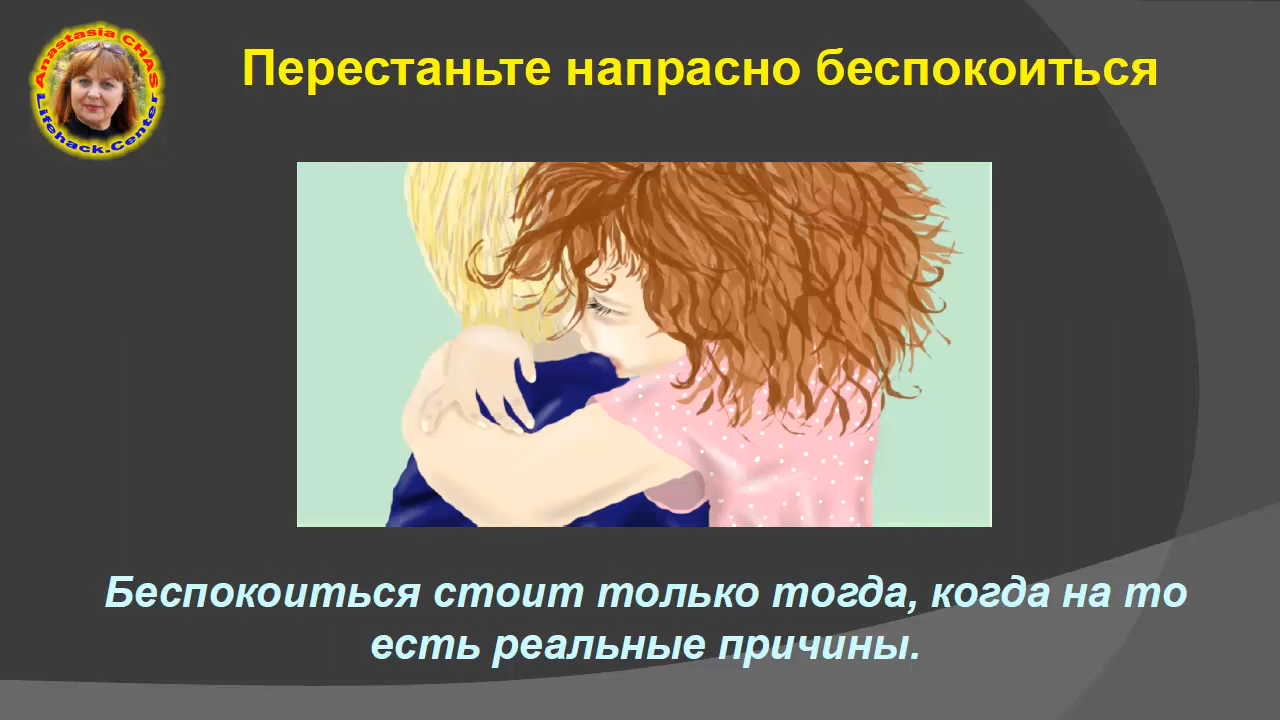 Anastasia CHAS
Lifehack.Center
Перестаньте напрасно беспокоиться
Беспокоиться стоит только тогда, когда на то
есть реальные причины.